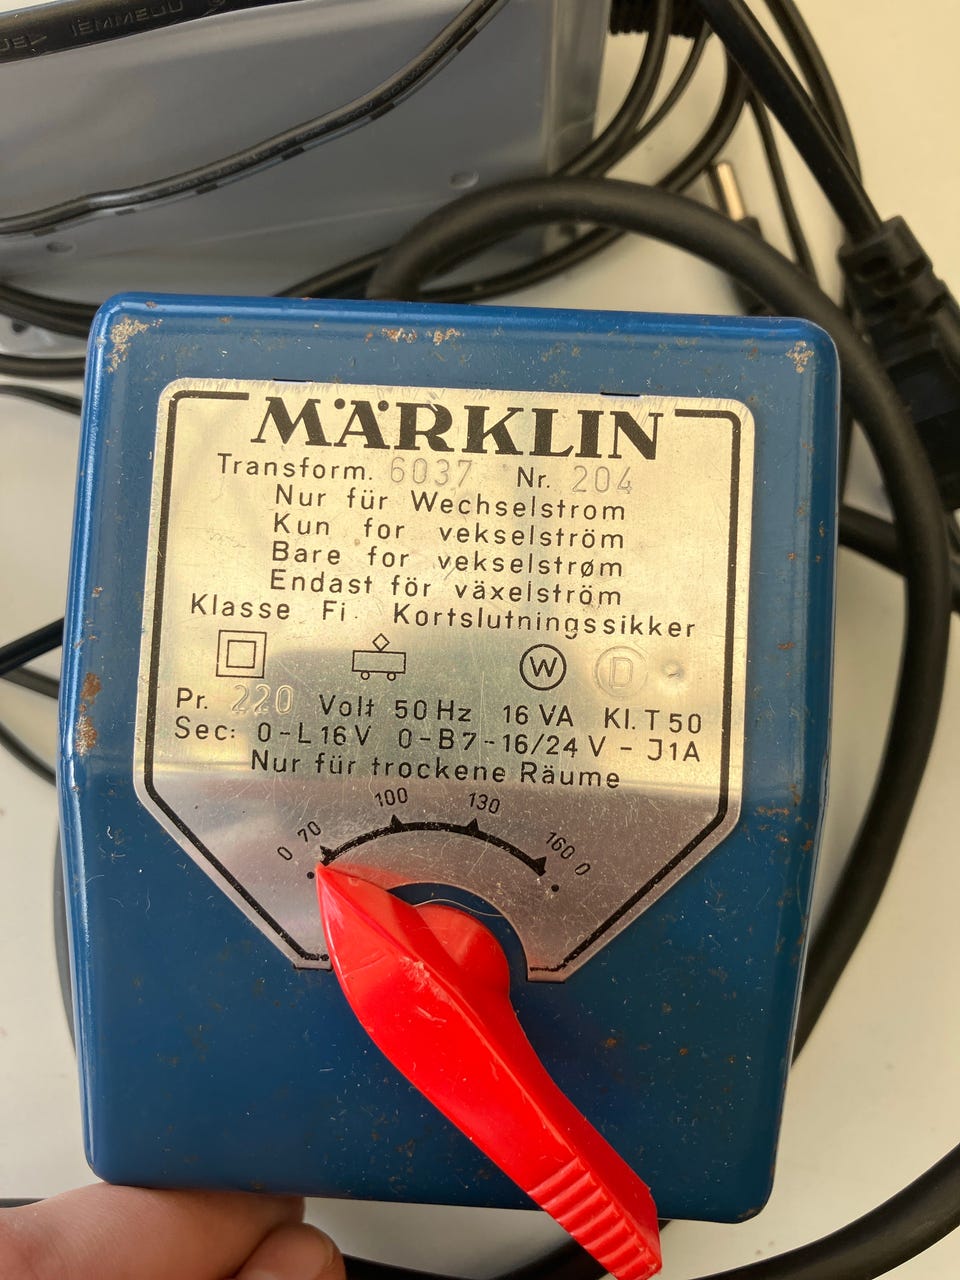 MÄRKLIN
Transform. 6037 Nr. 204
Nur für Wechselstrom
Kun for vekselström
Bare for vekselstrøm
Endast för växelström
Klasse Fi. Kortslutningssikker
W D
Pr. 220 Volt 50 Hz 16 VA Kl. T 50
Sec: 0-L 16 V 0-B7-16/24 V - J1A
Nur für trockene Räume
0 70 100 130 160 0